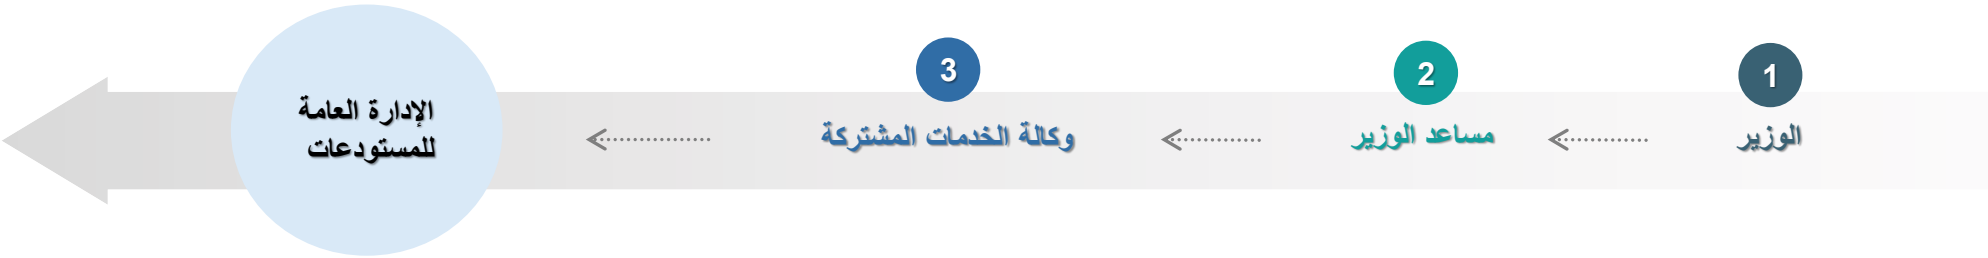 1
الوزير
2
مساعد الوزير
3
وكالة الخدمات المشتركة
الإدارة العامة
للمستودعات